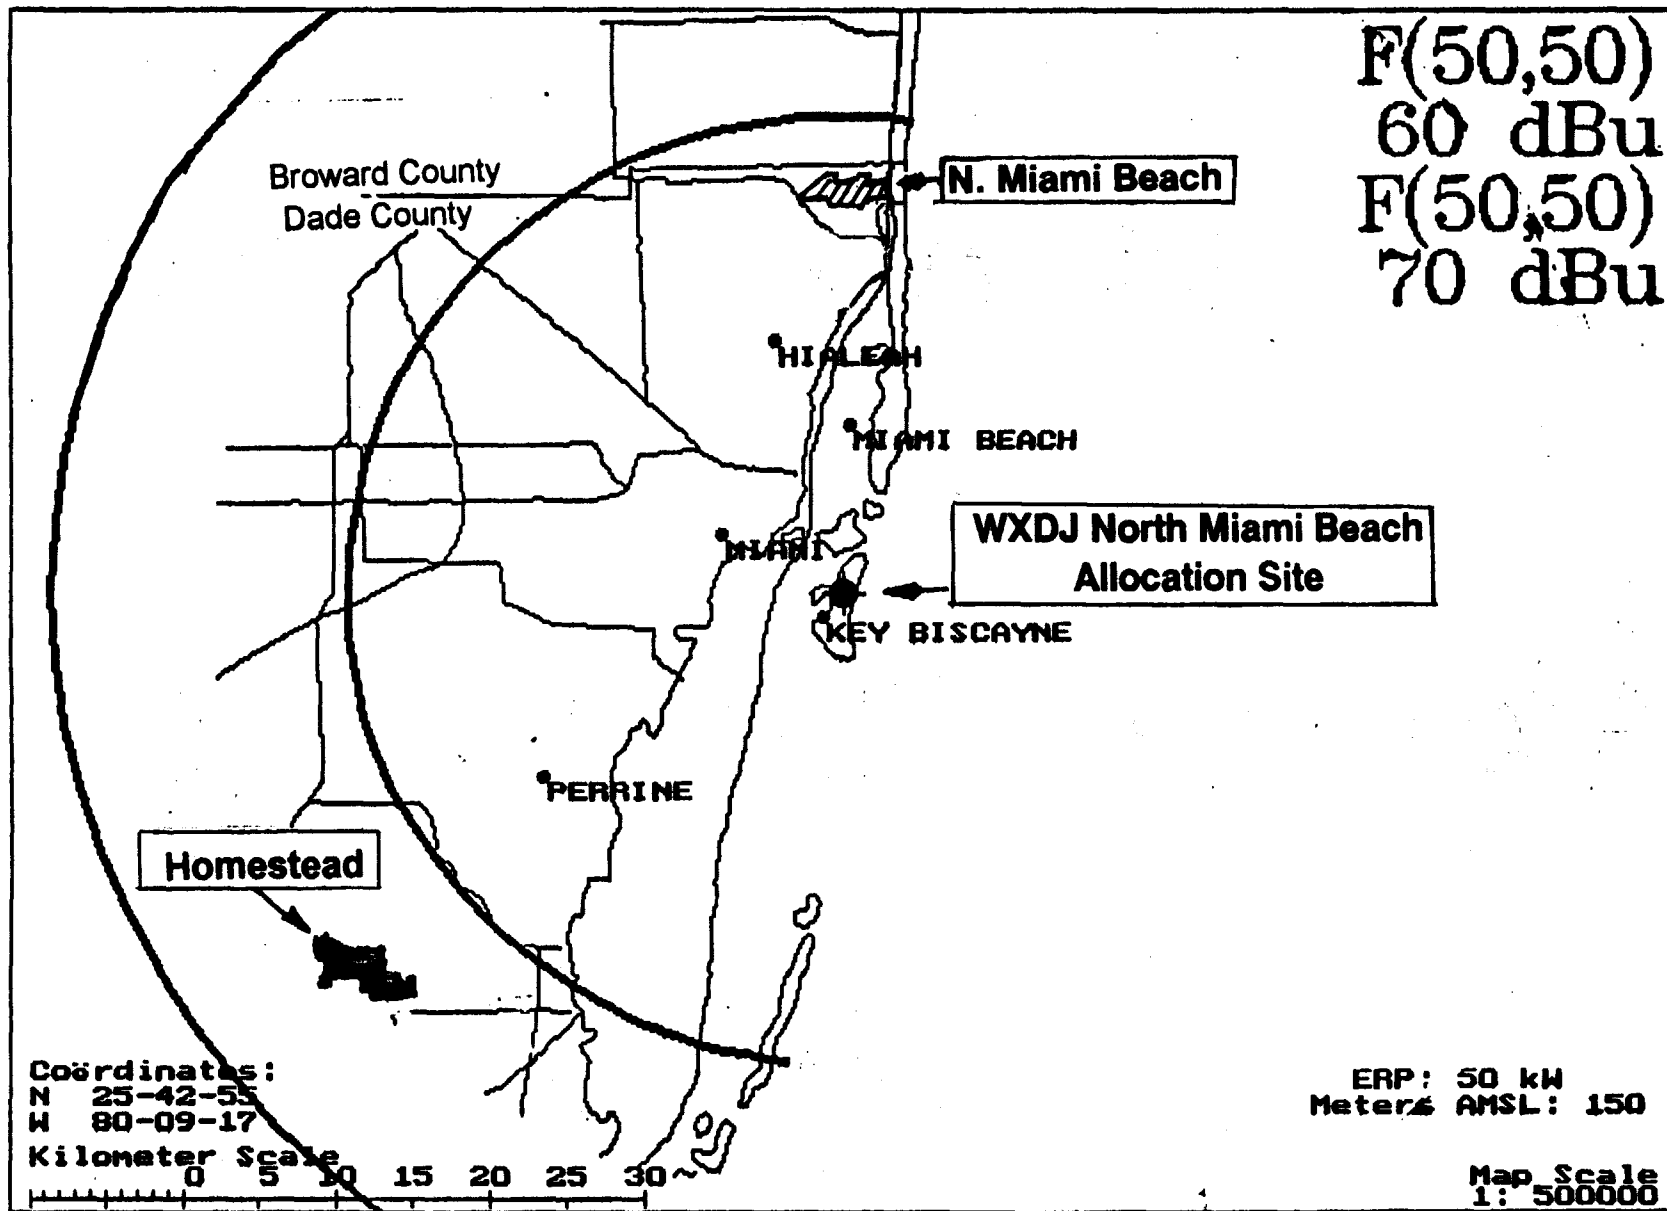 F(50,50)
60 dBu
F(50,50)
70 dBu
Broward County
Dade County
N. Miami Beach
HIALEAH
MIAMI BEACH
WXDJ North Miami Beach
Allocation Site
MIAMI
KEY BISCAYNE
PERRINE
Homestead
Coordinates:
N 25-42-55
W 80-09-17
Kilometer Scale
0 5 10 15 20 25 30
ERP: 50 kW
Meters AMSL: 150
Map Scale
1: 500000